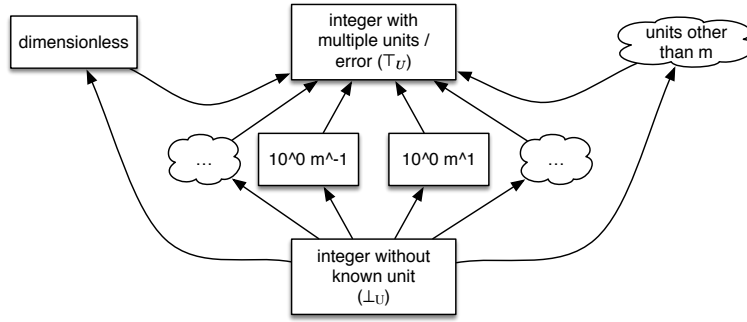 dimensionless
integer with
multiple units /
error (⊤U)
units other
than m
...
10^0 m^-1
10^0 m^1
...
integer without
known unit
(⊥U)